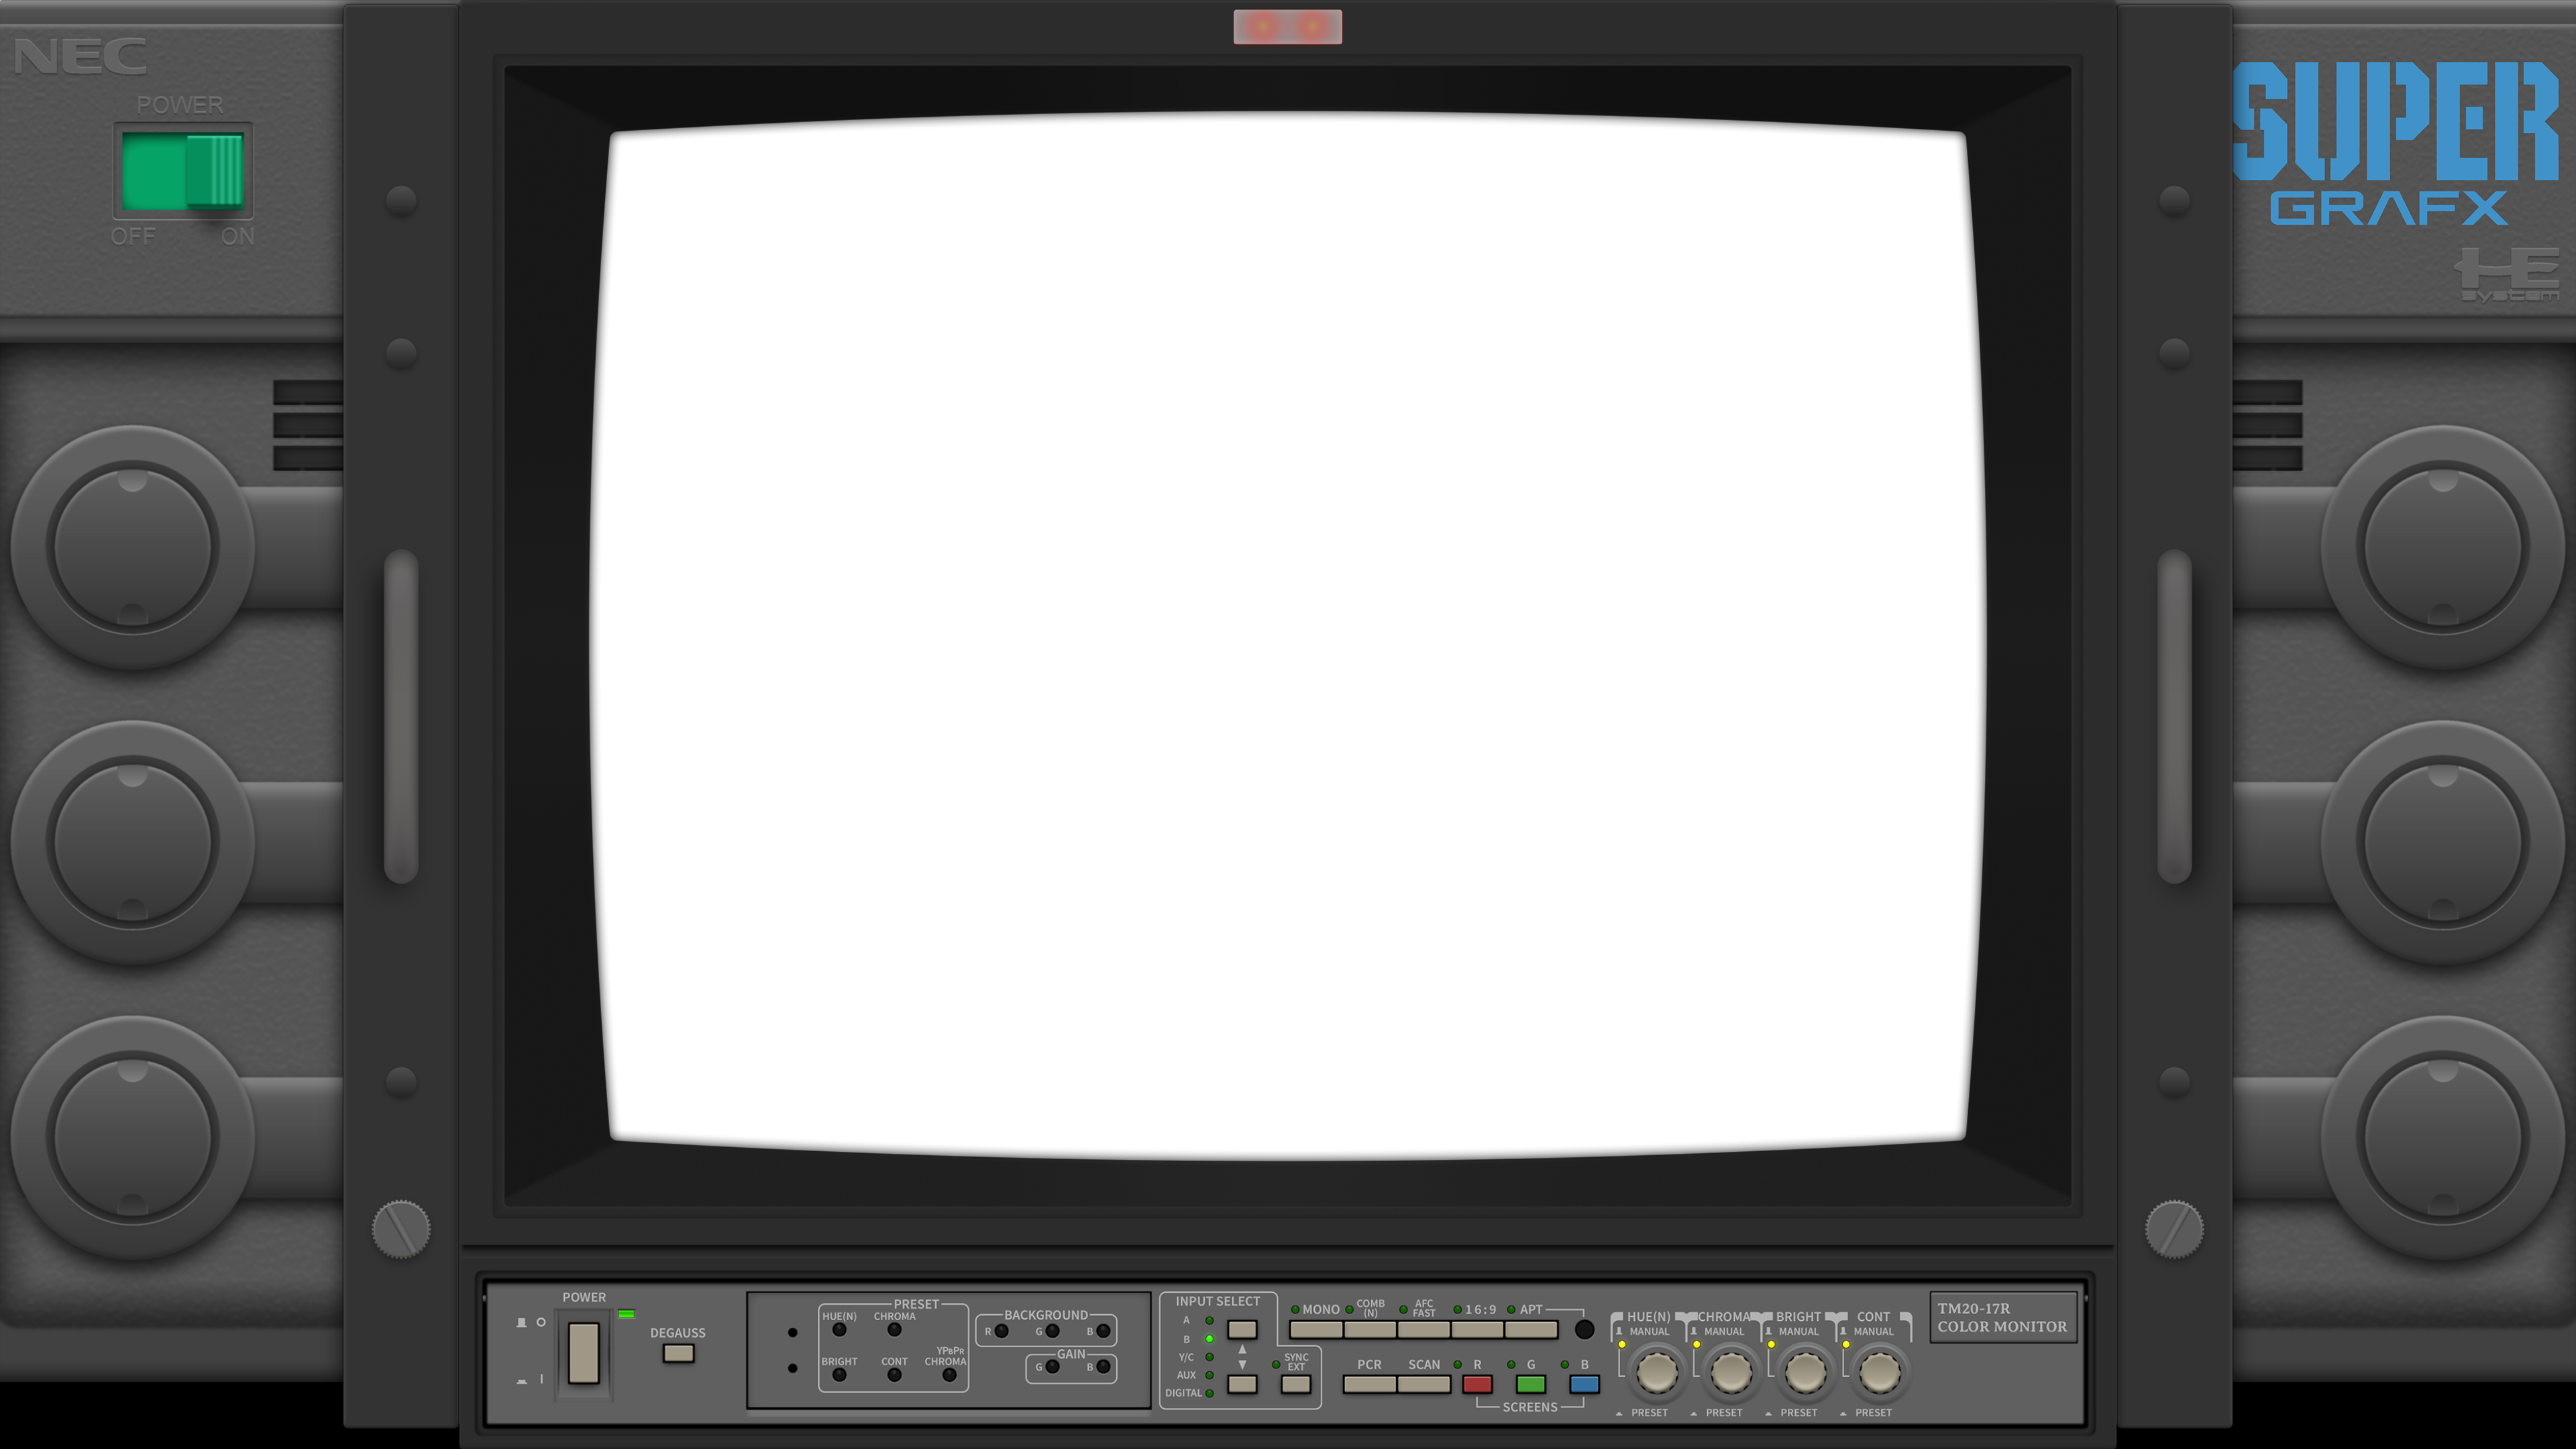 NEC
POWER
OFF ON
SUPER
GRAFX
HE
system
POWER
DEGAUSS
PRESET
HUE(N) CHROMA
BRIGHT CONT YPBPR
CHROMA
BACKGROUND
R G B
GAIN
G B
INPUT SELECT
A
B
Y/C
AUX
DIGITAL
SYNC
EXT
MONO COMB
(N) AFC
FAST 16:9 APT
PCR SCAN R G B
SCREENS
HUE(N) CHROMA BRIGHT CONT
MANUAL MANUAL MANUAL MANUAL
PRESET PRESET PRESET PRESET
TM20-17R
COLOR MONITOR